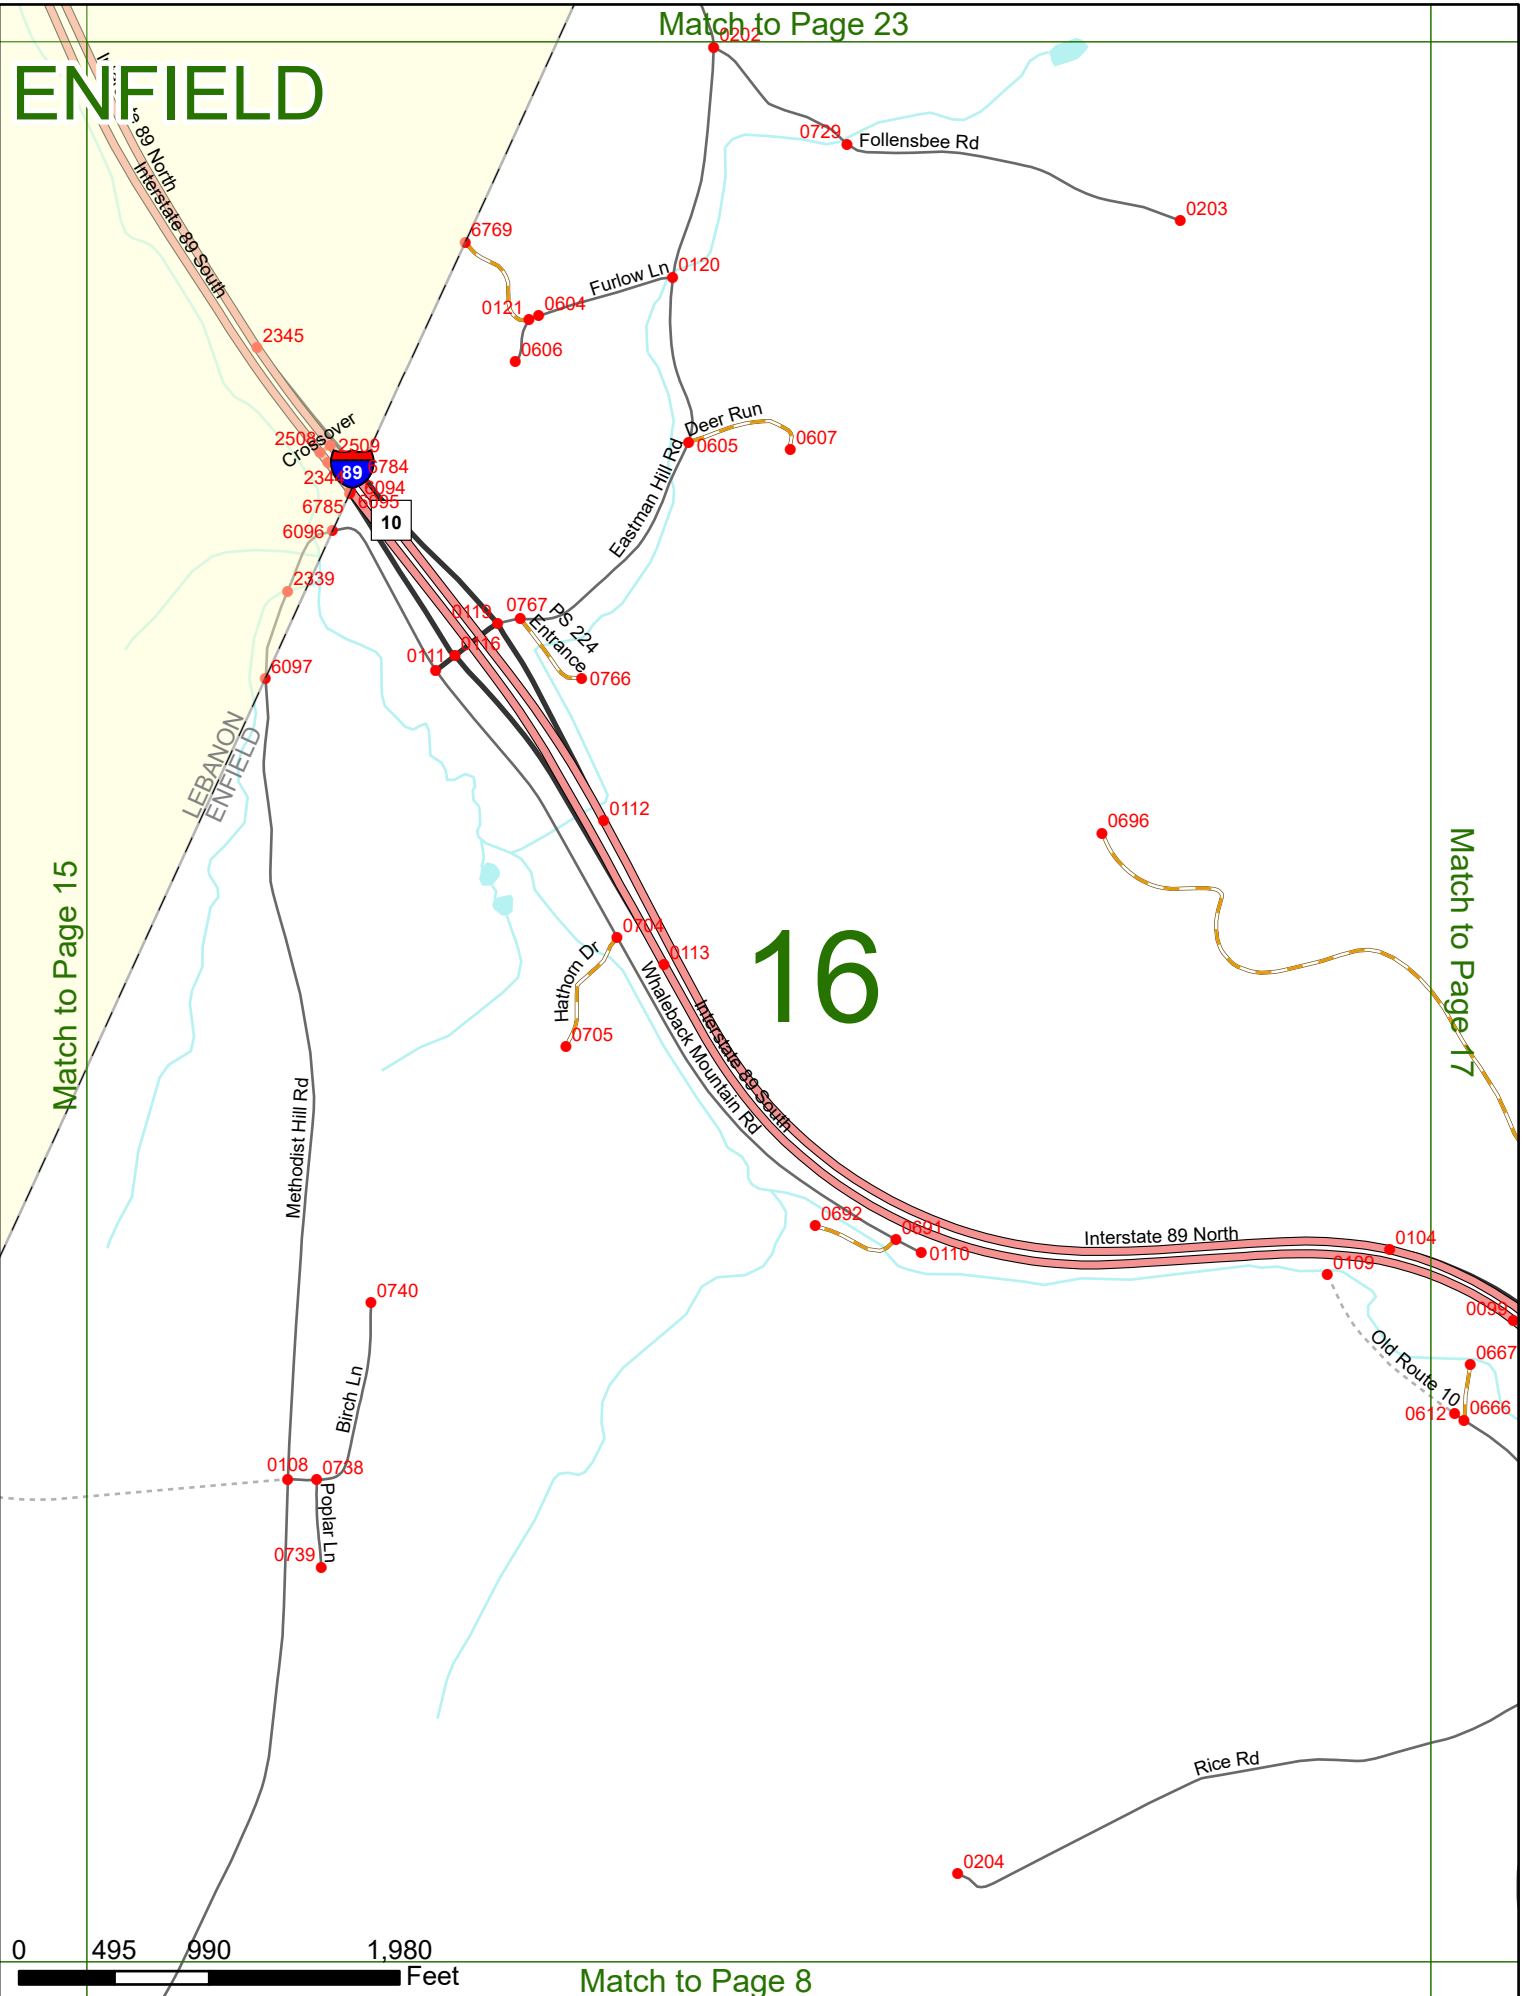 Match to Page 23
ENFIELD
0202
0729
Follensbee Rd
0203
Interstate 89 South
6769
0120
Furlow Ln
0121
0604
0606
2345
Deer Run
0605
0607
Crossover
2508
2509
89
6784
6094
6095
6785
10
6096
Eastman Hill Rd
2339
0119
0767
PS 224
Entrance
0116
0111
0766
6097
LEBANON
ENFIELD
0112
0696
Match to Page 15
Match to Page 17
16
0704
0113
Hathorn Dr
0705
Whaleback Mountain Rd
Interstate 89 South
Methodist Hill Rd
0692
0691
0110
Interstate 89 North
0104
0109
0099
0740
Old Route 10
0667
0612
0666
Birch Ln
0108
0738
Poplar Ln
0739
Rice Rd
0204
0 495 990 1,980
Feet
Match to Page 8